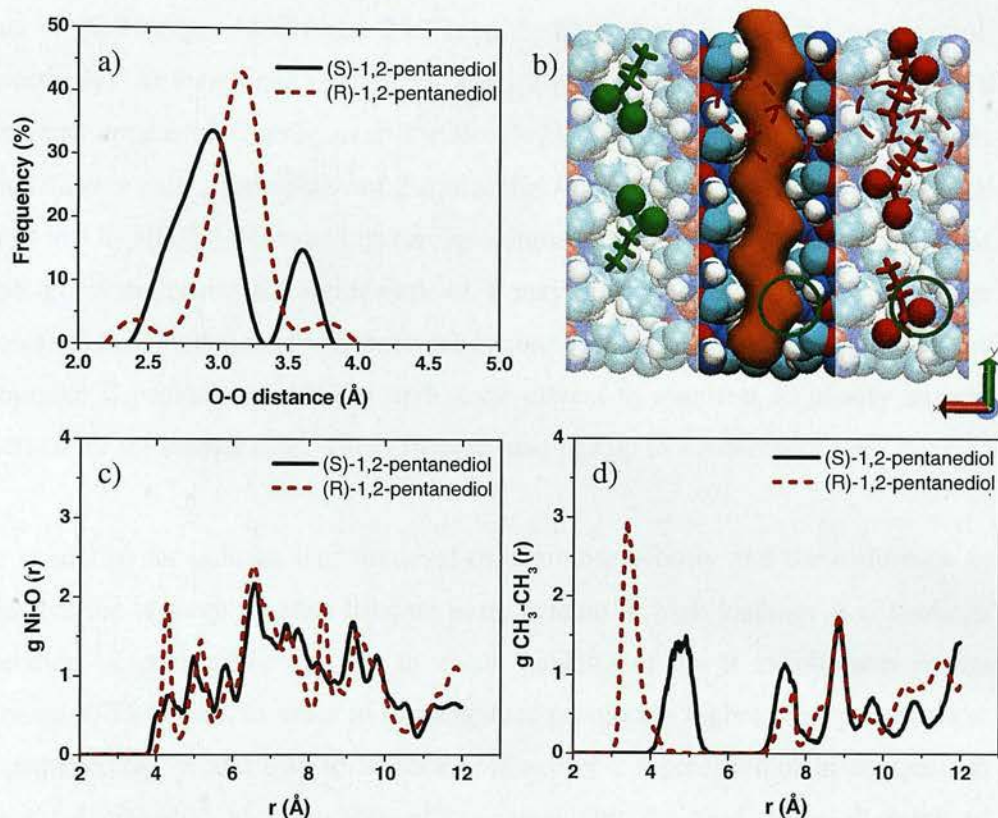 a)
(S)-1,2-pentanediol
(R)-1,2-pentanediol
Frequency (%)
50
40
30
20
10
0
2.0 2.5 3.0 3.5 4.0 4.5 5.0
O-O distance (Å)
b)
c)
(S)-1,2-pentanediol
(R)-1,2-pentanediol
g Ni-O (r)
4
3
2
1
0
2 4 6 8 10 12
r (Å)
d)
(S)-1,2-pentanediol
(R)-1,2-pentanediol
g CH₃-CH₃(r)
4
3
2
1
0
2 4 6 8 10 12
r (Å)